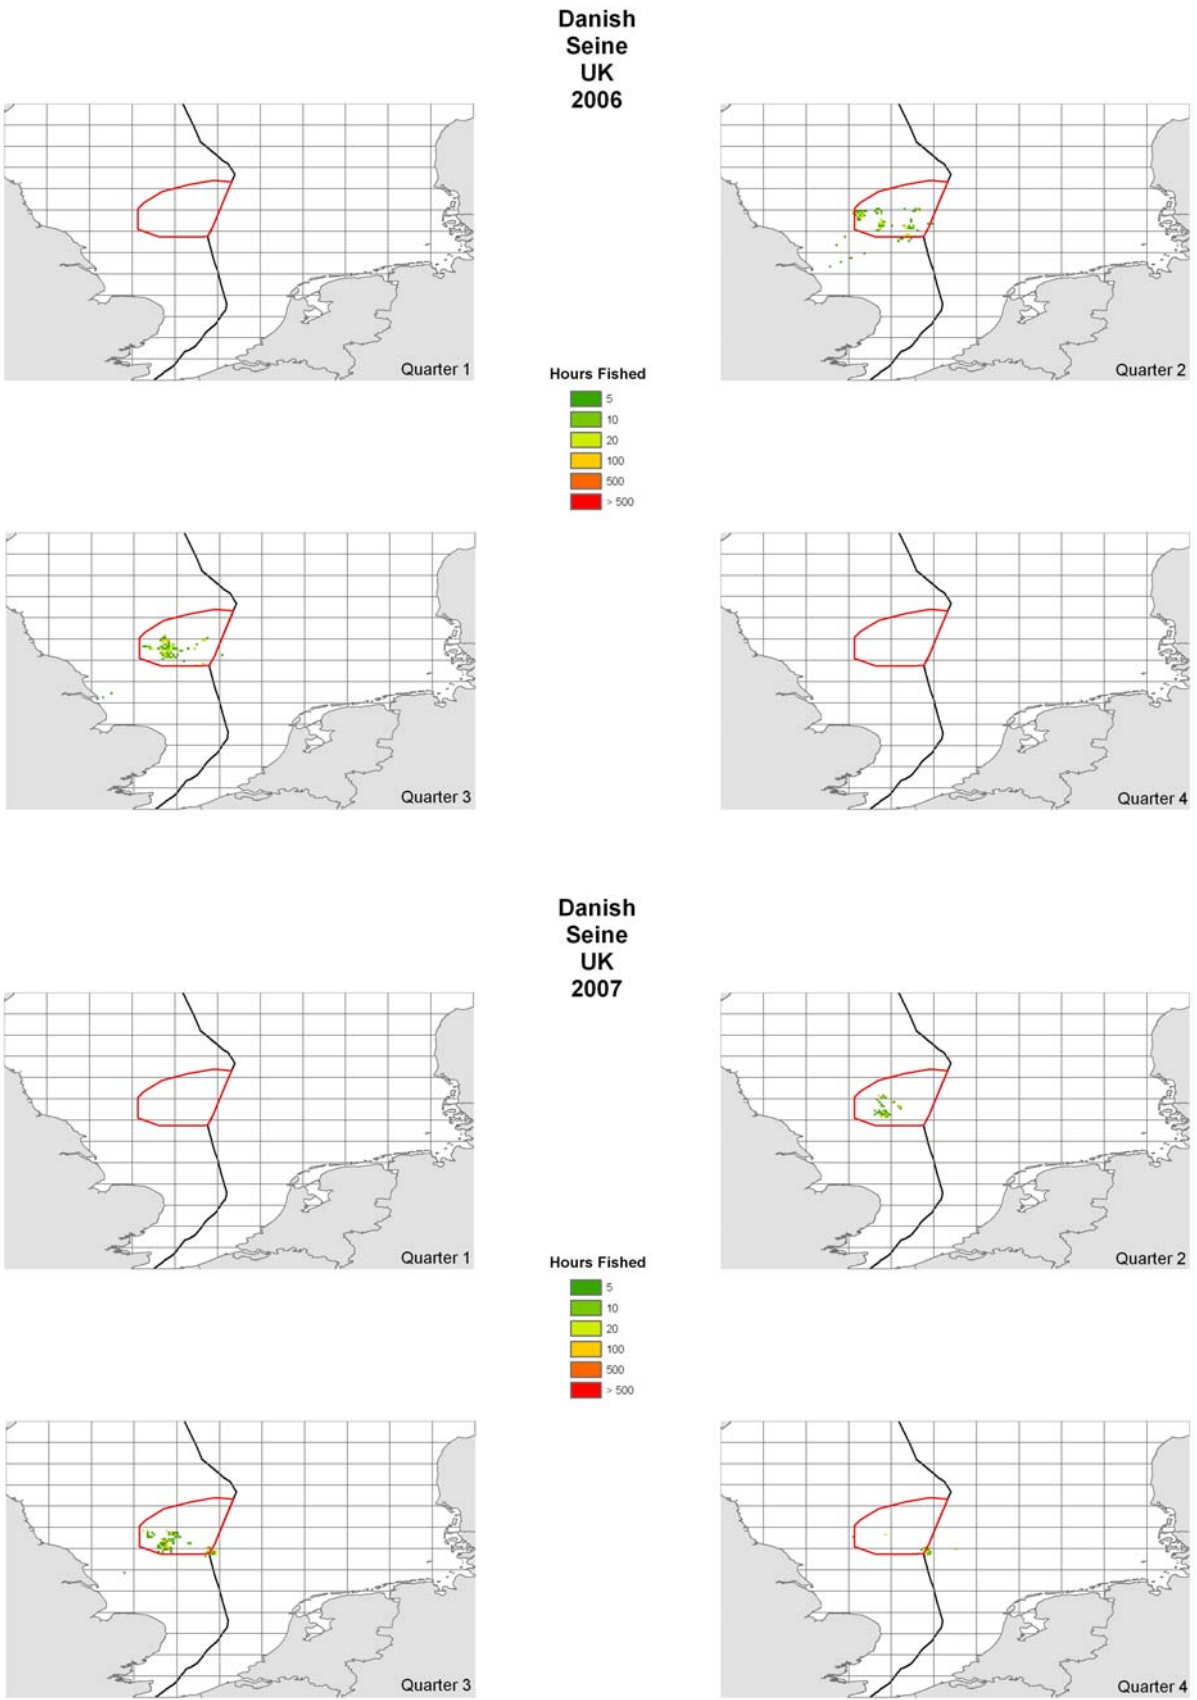 Danish
Seine
UK
2006
Quarter 1
Quarter 2
Hours Fished
5
10
20
100
500
> 500
Quarter 3
Quarter 4
Danish
Seine
UK
2007
Quarter 1
Quarter 2
Hours Fished
5
10
20
100
500
> 500
Quarter 3
Quarter 4